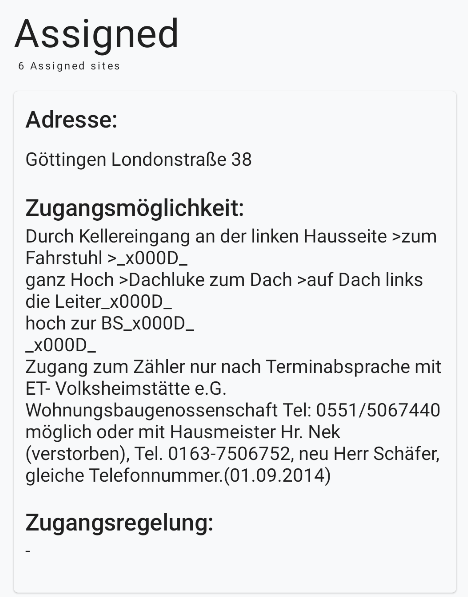 Assigned
6 Assigned sites
Adresse:
Göttingen Londonstraße 38
Zugangsmöglichkeit:
Durch Kellereingang an der linken Hausseite >zum
Fahrstuhl >_x000D_
ganz Hoch >Dachluke zum Dach >auf Dach links
die Leiter_x000D_
hoch zur BS_x000D_
_x000D_
Zugang zum Zähler nur nach Terminabsprache mit
ET- Volksheimstätte e.G.
Wohnungsbaugenossenschaft Tel: 0551/5067440
möglich oder mit Hausmeister Hr. Nek
(verstorben), Tel. 0163-7506752, neu Herr Schäfer,
gleiche Telefonnummer.(01.09.2014)
Zugangsregelung:
-